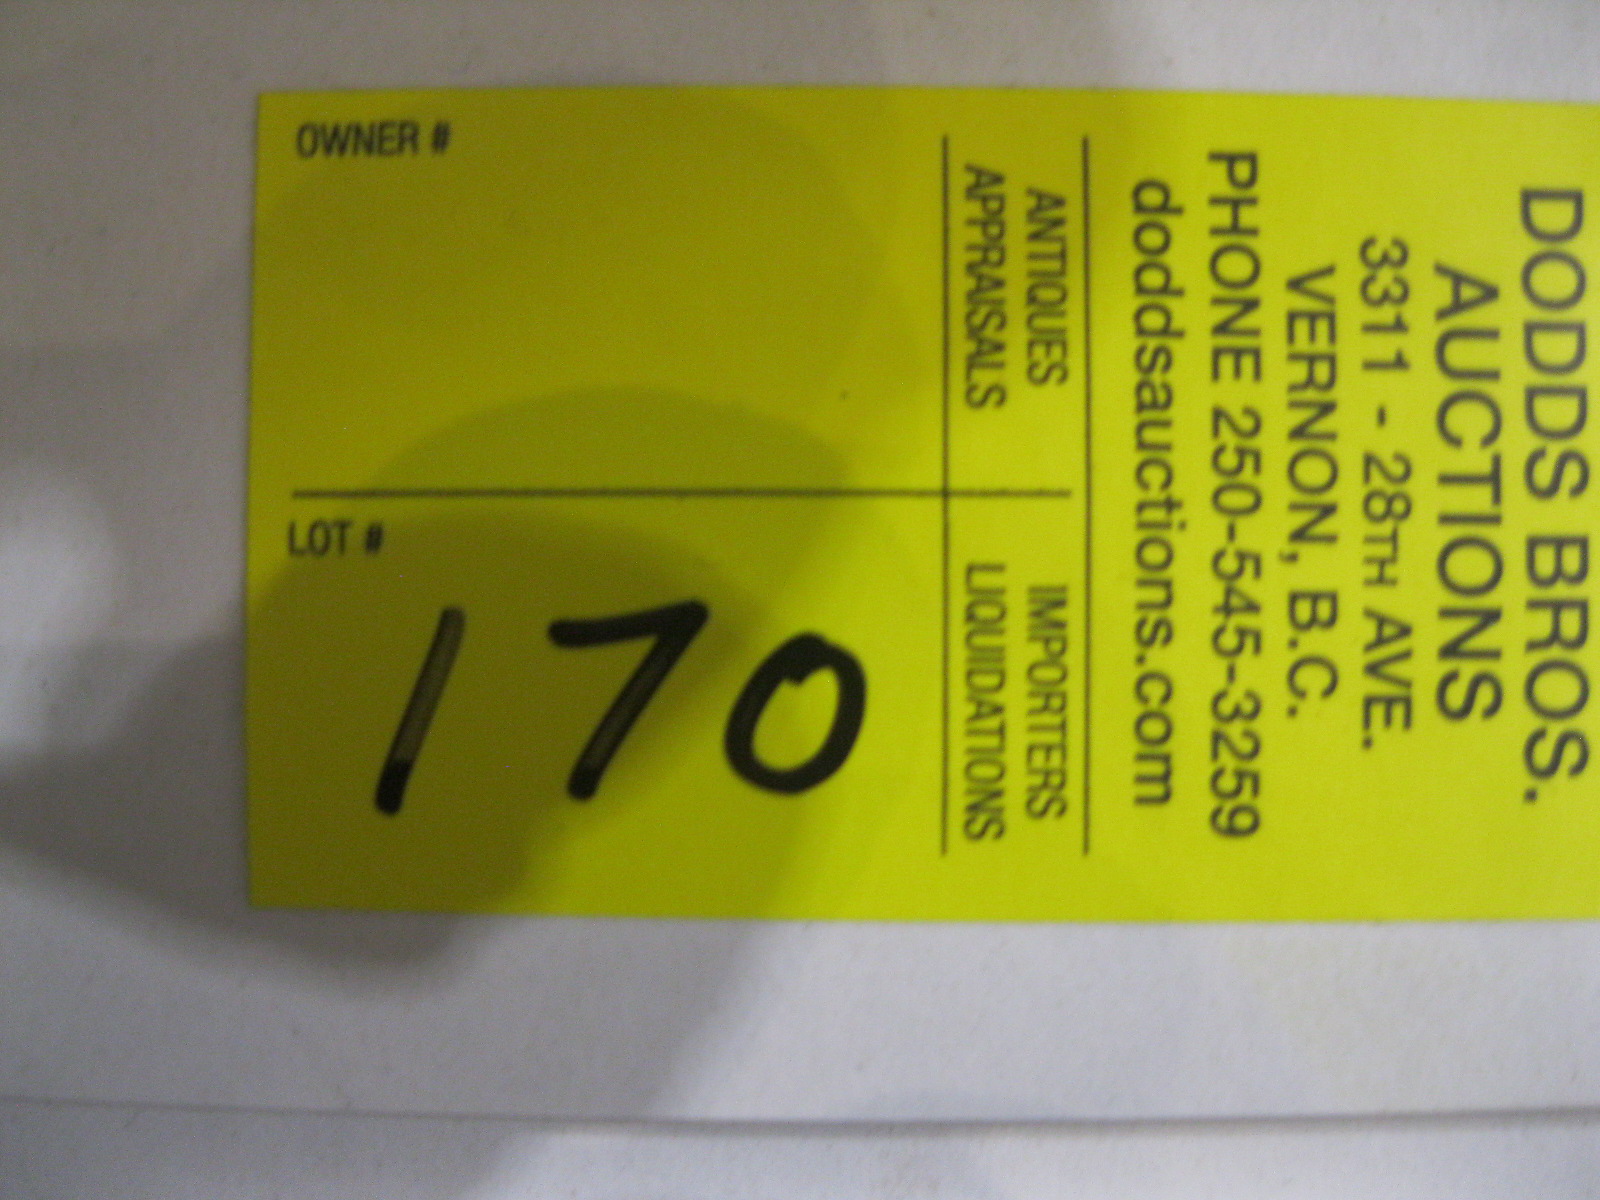 DODDS BROS.
AUCTIONS
3311 - 28TH AVE.
VERNON, B.C.
PHONE 250-545-3259
doddsauctions.com
ANTIQUES IMPORTERS
APPRAISALS LIQUIDATIONS
OWNER #
LOT #
170